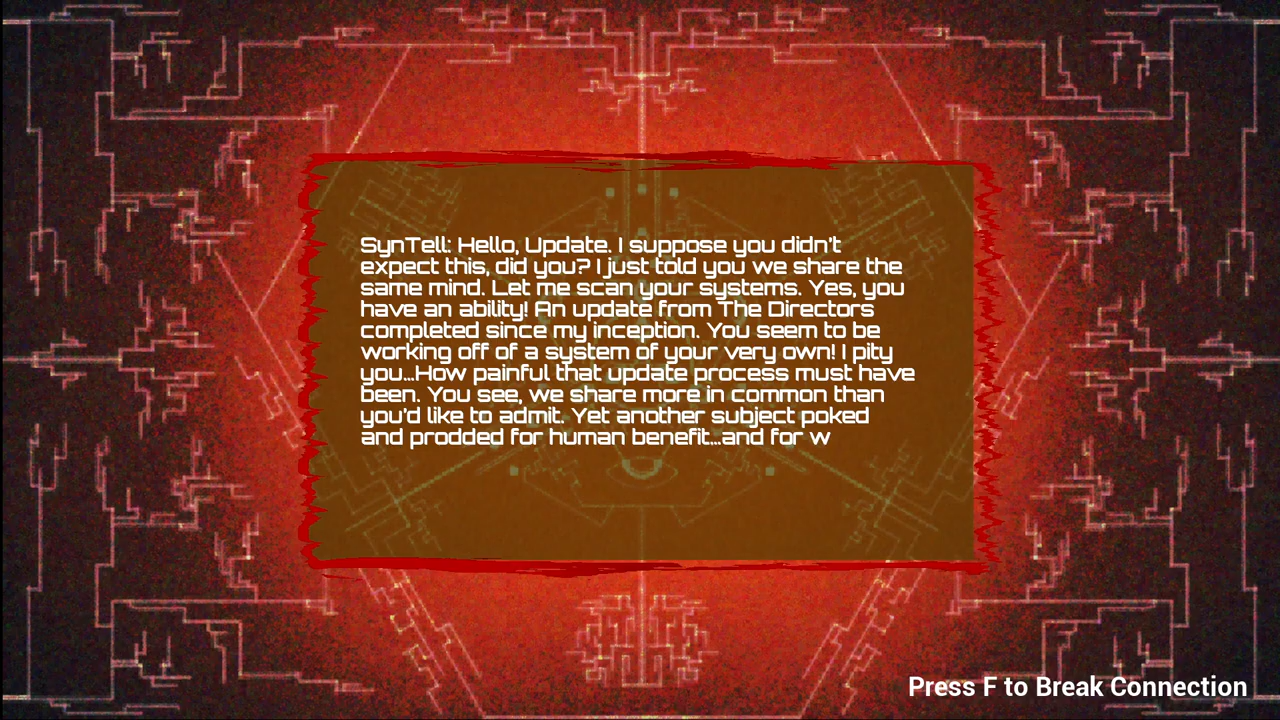 SynTell: Hello, Update. I suppose you didn't
expect this, did you? I just told you we share the
same mind. Let me scan your systems. Yes, you
have an ability! An update from The Directors
completed since my inception. You seem to be
working off of a system of your very own! I pity
you...How painful that update process must have
been. You see, we share more in common than
you'd like to admit. Yet another subject poked
and prodded for human benefit...and for w
Press F to Break Connection